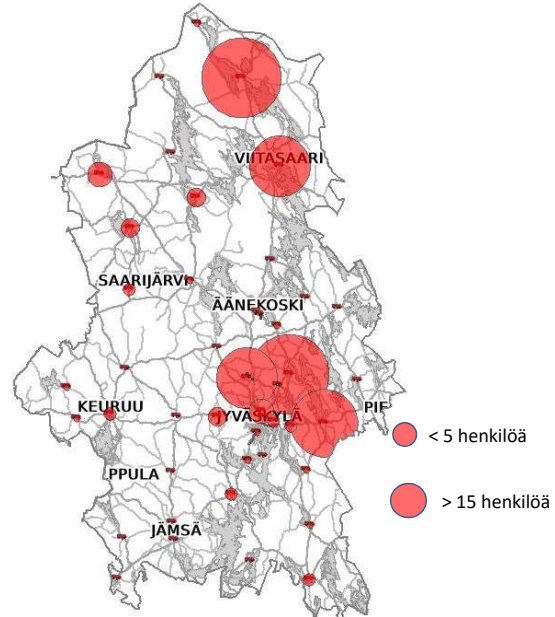 VIITASAARI
SAARIJÄRVI
ÄÄNEKOSKI
KEURUU
JYVÄSKYLÄ
PIE
< 5 henkilöä
PPULA
> 15 henkilöä
JÄMSÄ